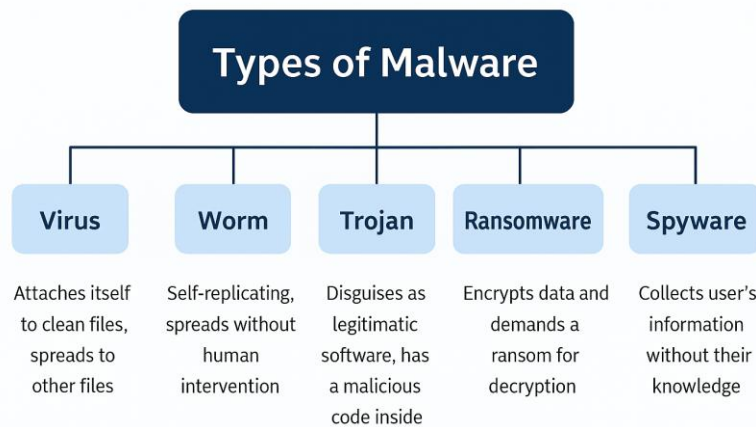 Types of Malware
Virus
Worm
Trojan
Ransomware
Spyware
Attaches itself
to clean files,
spreads to
other files
Self-replicating,
spreads without
human
intervention
Disguises as
legitimatic
software, has
a malicious
code inside
Encrypts data and
demands a
ransom for
decryption
Collects user's
information
without their
knowledge